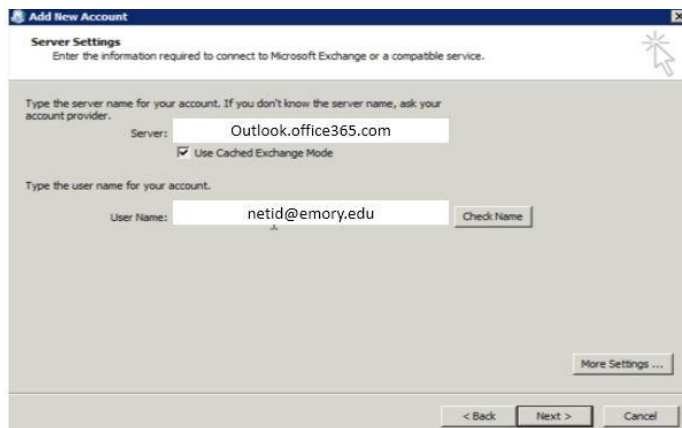 Add New Account
Server Settings
Enter the information required to connect to Microsoft Exchange or a compatible service.
Type the server name for your account. If you don't know the server name, ask your
account provider.
Server: Outlook.office365.com
Use Cached Exchange Mode
Type the user name for your account.
User Name: netid@emory.edu Check Name
More Settings ...
< Back Next > Cancel